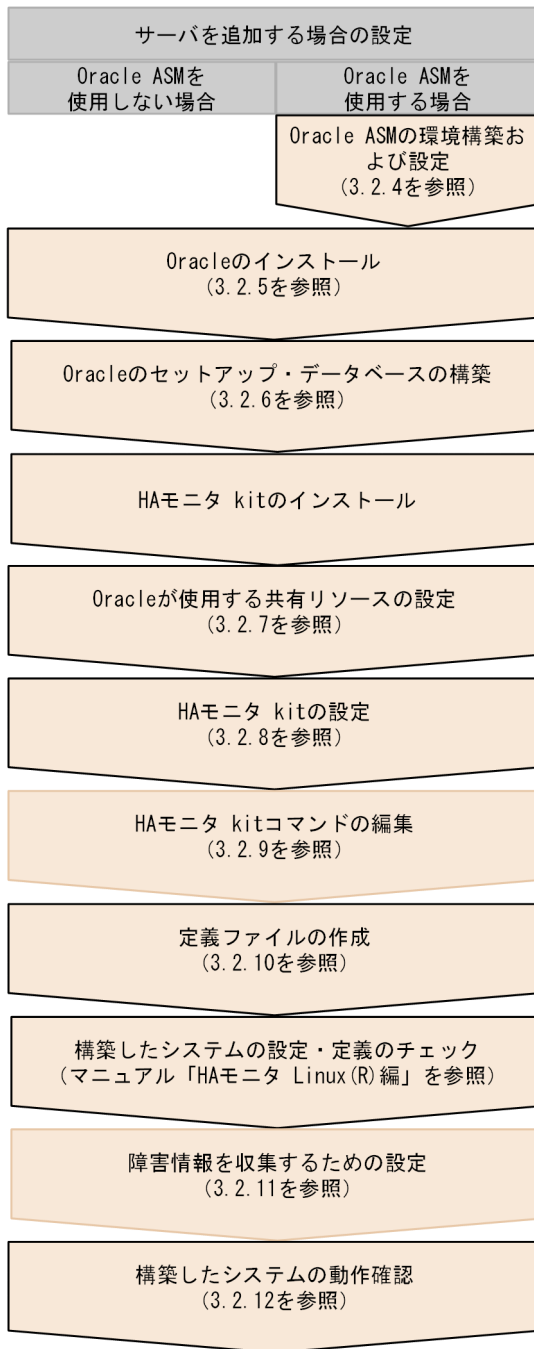 サーバを追加する場合の設定
Oracle ASMを
使用しない場合
Oracle ASMを
使用する場合
Oracle ASMの環境構築お
よび設定
(3.2.4を参照)
Oracleのインストール
(3.2.5を参照)
Oracleのセットアップ・データベースの構築
(3.2.6を参照)
HAモニタ kitのインストール
Oracleが使用する共有リソースの設定
(3.2.7を参照)
HAモニタ kitの設定
(3.2.8を参照)
HAモニタ kitコマンドの編集
(3.2.9を参照)
定義ファイルの作成
(3.2.10を参照)
構築したシステムの設定・定義のチェック
(マニュアル「HAモニタ Linux(R)編」を参照)
障害情報を収集するための設定
(3.2.11を参照)
構築したシステムの動作確認
(3.2.12を参照)